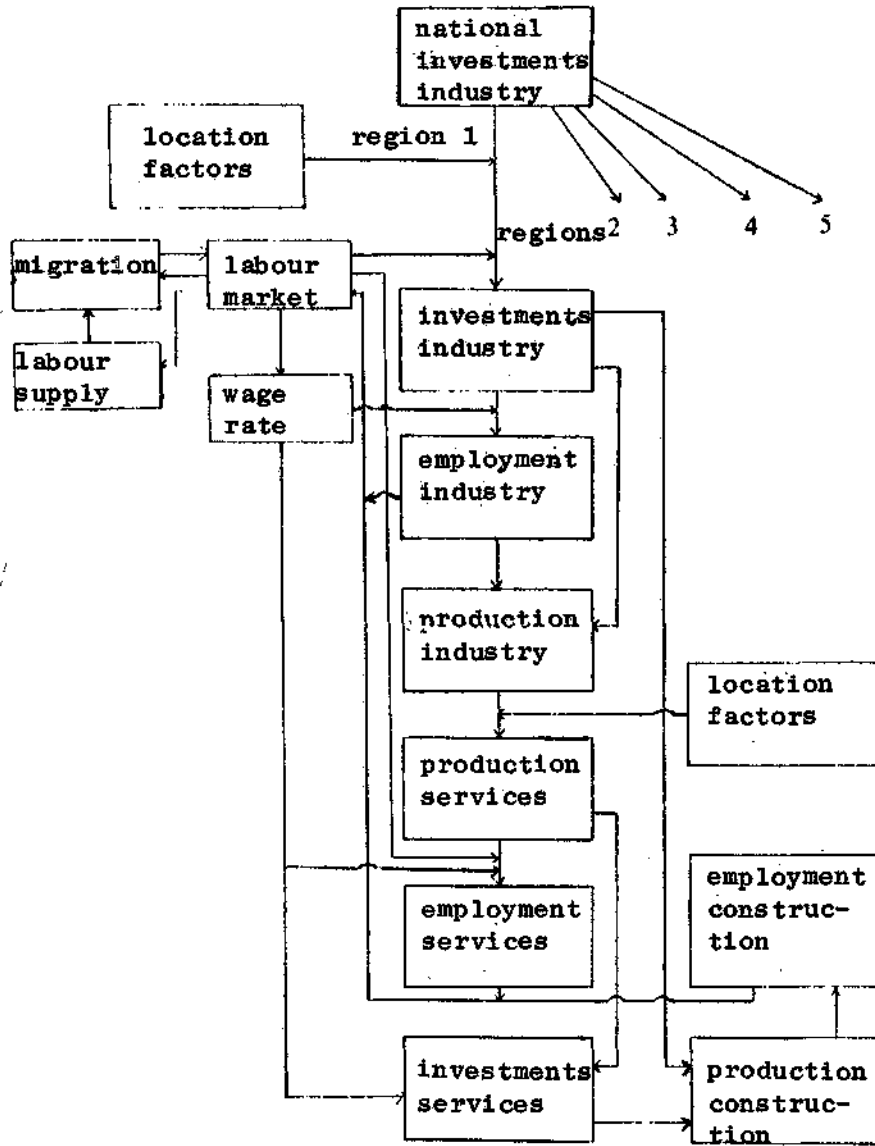 national
investments
industry
location
factors
region 1
regions
2
3
4
5
migration
labour
market
investments
industry
labour
supply
wage
rate
employment
industry
production
industry
location
factors
production
services
employment
services
employment
construc-
tion
investments
services
production
construc-
tion